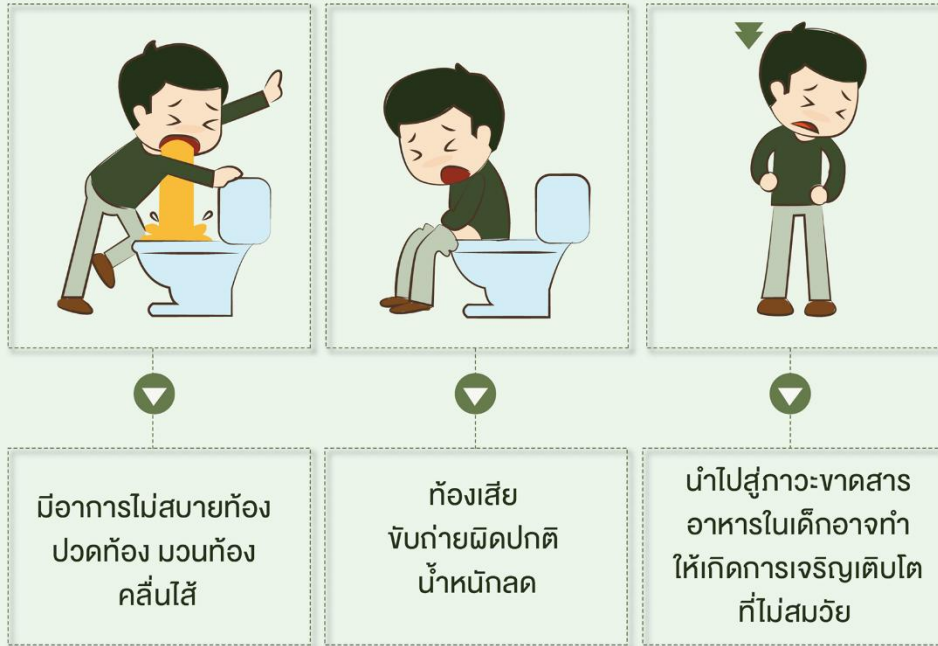 มีอาการไม่สบายท้อง
ปวดท้อง มวนท้อง
คลื่นไส้
ท้องเสีย
ขับถ่ายผิดปกติ
น้ำหนักลด
นำไปสู่ภาวะขาดสาร
อาหารในเด็กอาจทำ
ให้เกิดการเจริญเติบโต
ที่ไม่สมวัย